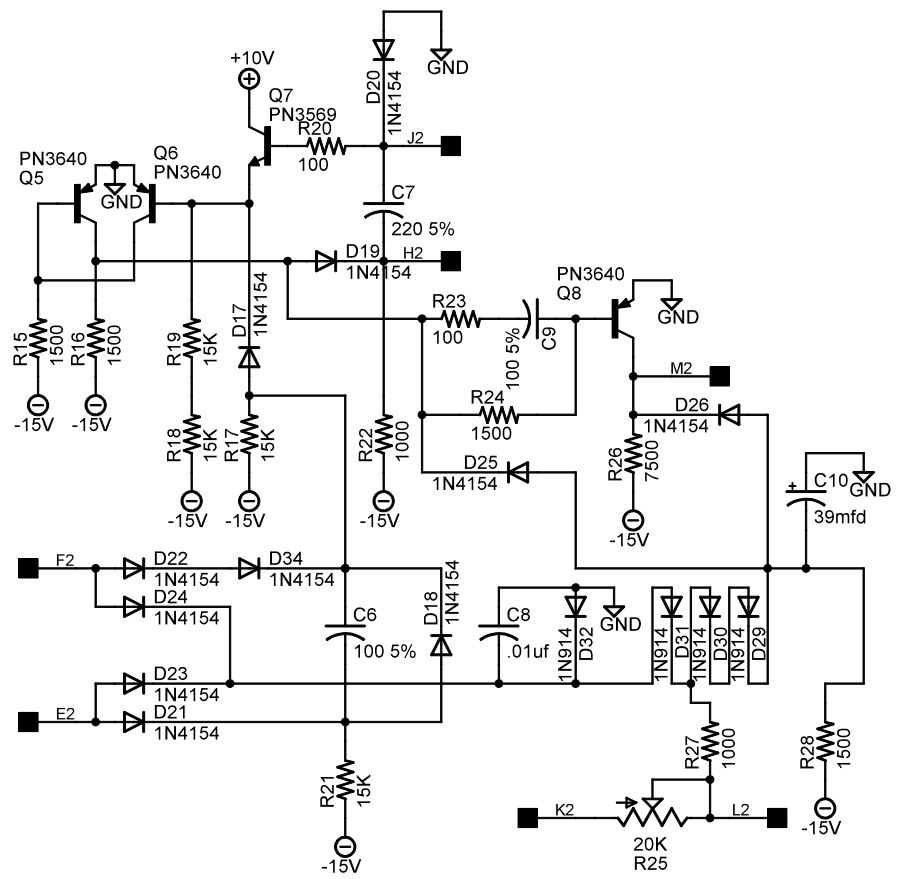 GND
+10V
D20
1N4154
Q7
PN3569
R20
100
J2
PN3640
Q5
Q6
PN3640
GND
C7
220 5%
D19
1N4154
H2
PN3640
Q8
GND
R15
1500
R16
1500
R19
15K
D17
1N4154
R23
100
100 5%
C9
M2
-15V
-15V
R24
1500
D26
1N4154
R18
15K
R17
15K
R22
1000
D25
1N4154
R26
7500
+
C10
39mfd
GND
-15V
-15V
-15V
-15V
F2
D22
1N4154
D34
1N4154
D24
1N4154
D18
1N4154
C6
100 5%
C8
.01uf
1N914
D32
GND
1N914
D31
1N914
D30
1N914
D29
D23
1N4154
E2
D21
1N4154
R21
15K
R27
1000
R28
1500
K2
L2
20K
R25
-15V
-15V